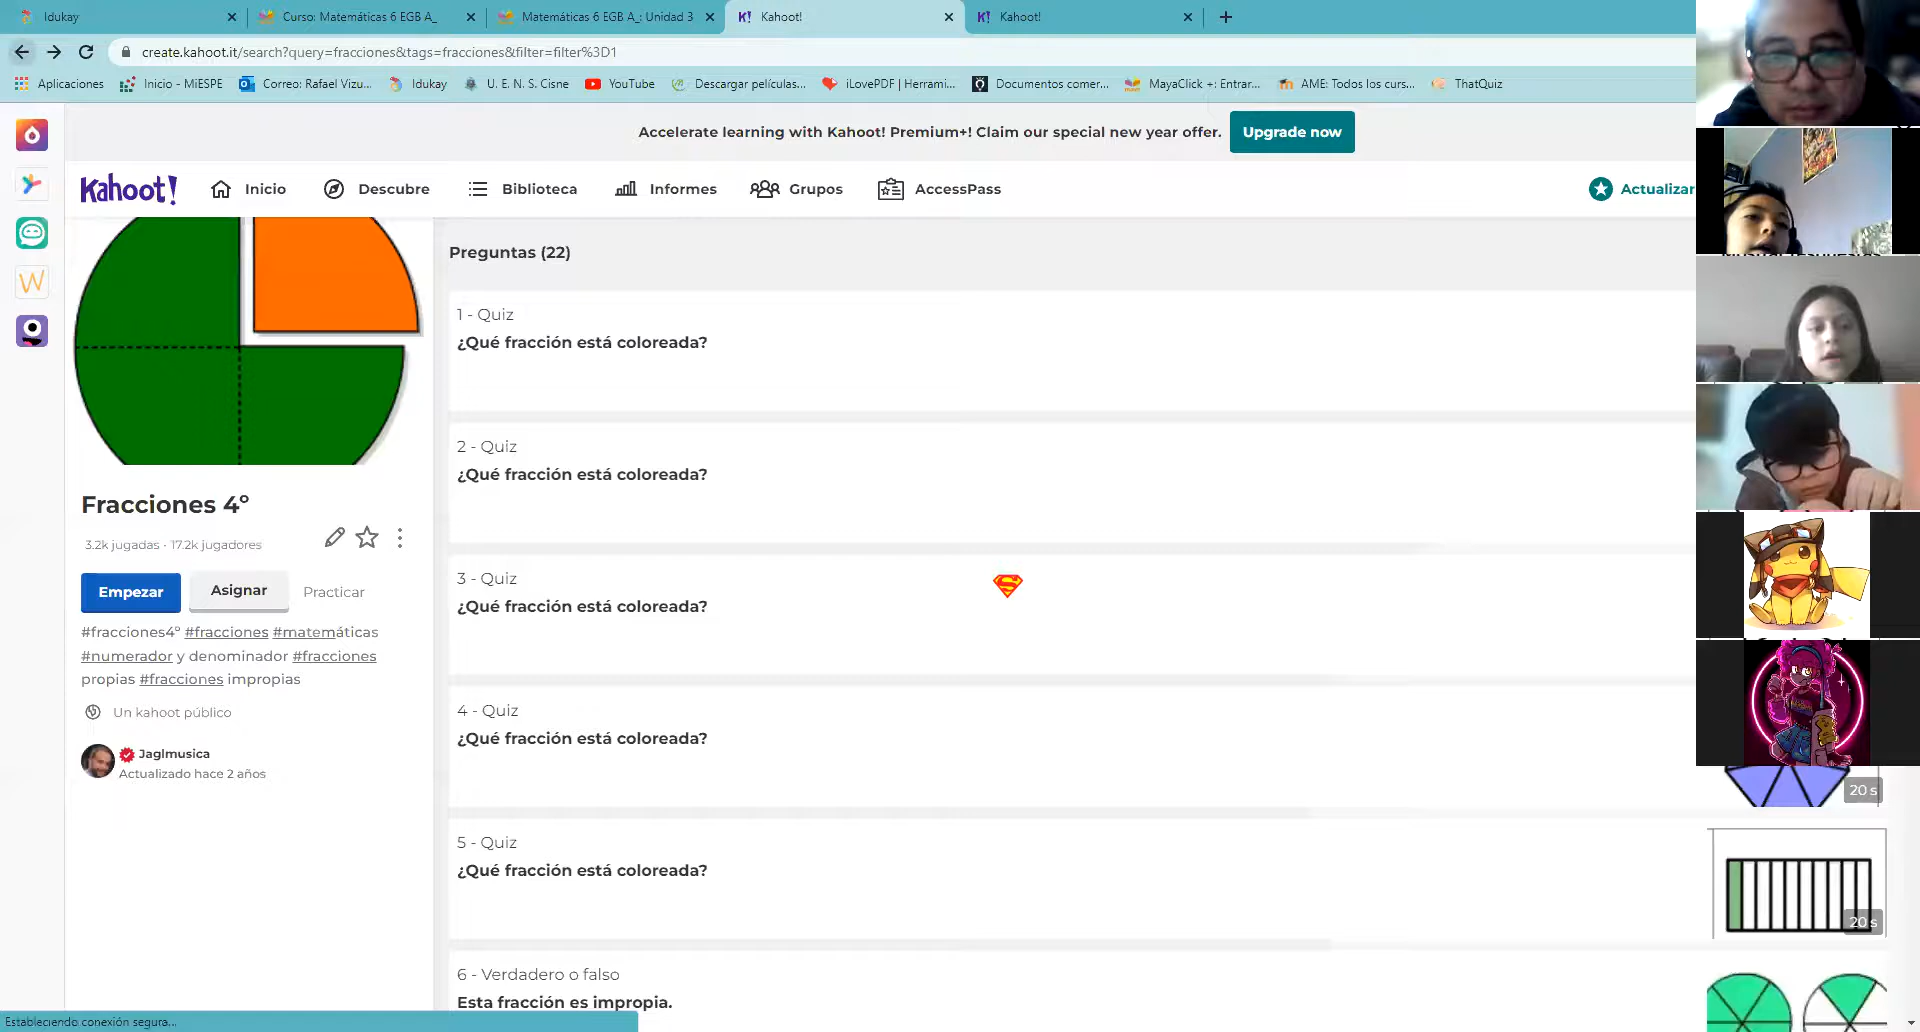 Idukay
Curso: Matemáticas 6 EGB A_
Matemáticas 6 EGB A_: Unidad 3
Kahoot!
Kahoot!
create.kahoot.it/search?query=fracciones&tags=fracciones&filter=filter%3D1
Aplicaciones
Inicio - MiESPE
Correo: Rafael Vizu...
Idukay
U. E. N. S. Cisne
YouTube
Descargar películas...
iLovePDF | Herrami...
Documentos comer...
MayaClick +: Entrar...
AME: Todos los curs...
ThatQuiz
Accelerate learning with Kahoot! Premium+! Claim our special new year offer.
Upgrade now
Kahoot!
Inicio
Descubre
Biblioteca
Informes
Grupos
AccessPass
Actualizar
Fracciones 4º
3.2k jugadas · 17.2k jugadores
Empezar
Asignar
Practicar
#fracciones4º #fracciones #matemáticas
#numerador y denominador #fracciones
propias #fracciones impropias
Un kahoot público
Jaglmusica
Actualizado hace 2 años
Preguntas (22)
1 - Quiz
¿Qué fracción está coloreada?
2 - Quiz
¿Qué fracción está coloreada?
3 - Quiz
¿Qué fracción está coloreada?
4 - Quiz
¿Qué fracción está coloreada?
20 s
5 - Quiz
¿Qué fracción está coloreada?
20 s
6 - Verdadero o falso
Esta fracción es impropia.
Estableciendo conexión segura...